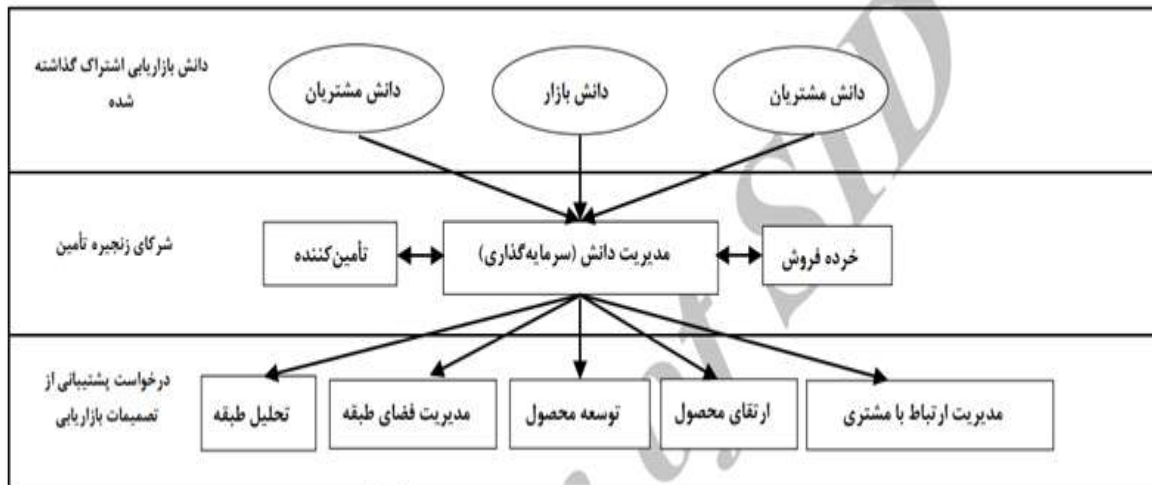 دانش بازاریابی اشتراک گذاشته
شده
دانش مشتریان
دانش بازار
دانش مشتریان
شرکای زنجیره تأمین
خرده فروش
مدیریت دانش (سرمایه‌گذاری)
تأمین‌کننده
درخواست پشتیبانی از
تصمیمات بازاریابی
مدیریت ارتباط با مشتری
ارتقای محصول
توسعه محصول
مدیریت فضای طبقه
تحلیل طبقه
of SID